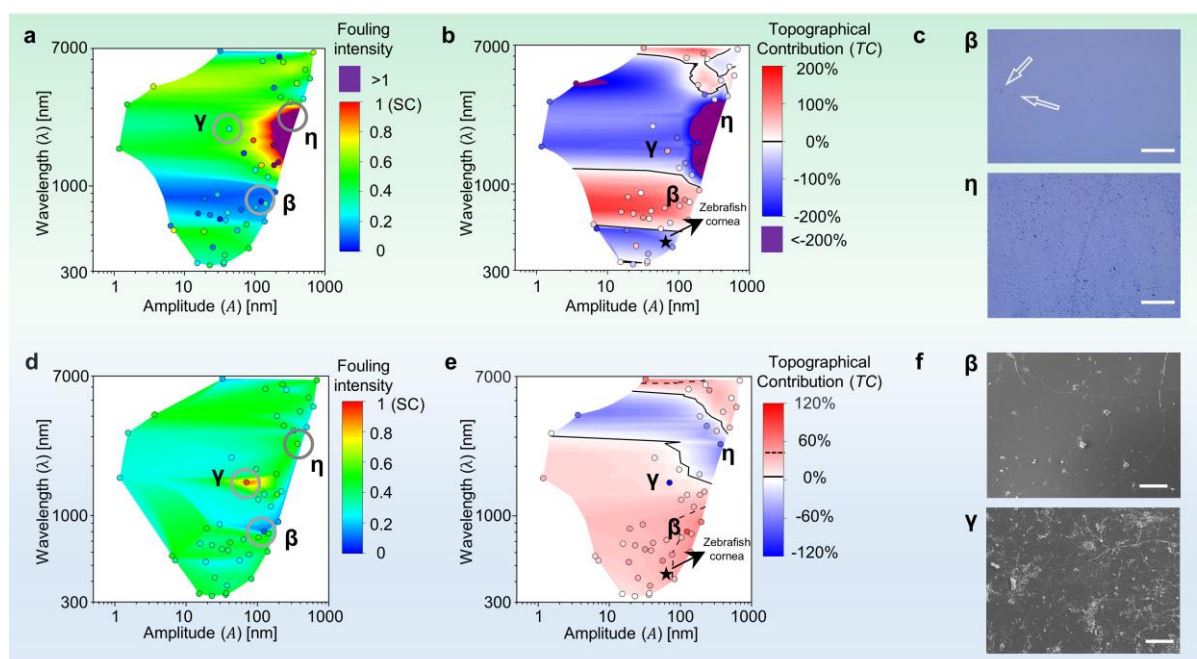 a
7000
1000
300
Wavelength (λ) [nm]
1
10
100
1000
Amplitude (A) [nm]
γ
η
β
Fouling
intensity
>1
1 (SC)
0.8
0.6
0.4
0.2
0
b
7000
1000
300
Wavelength (λ) [nm]
1
10
100
1000
Amplitude (A) [nm]
η
γ
β
Zebrafish
cornea
Topographical
Contribution (TC)
200%
100%
0%
-100%
-200%
<-200%
c
β
η
d
7000
1000
300
Wavelength (λ) [nm]
1
10
100
1000
Amplitude (A) [nm]
γ
η
β
Fouling
intensity
1 (SC)
0.8
0.6
0.4
0.2
0
e
7000
1000
300
Wavelength (λ) [nm]
1
10
100
1000
Amplitude (A) [nm]
η
γ
β
Zebrafish
cornea
Topographical
Contribution (TC)
120%
60%
0%
-60%
-120%
f
β
γ